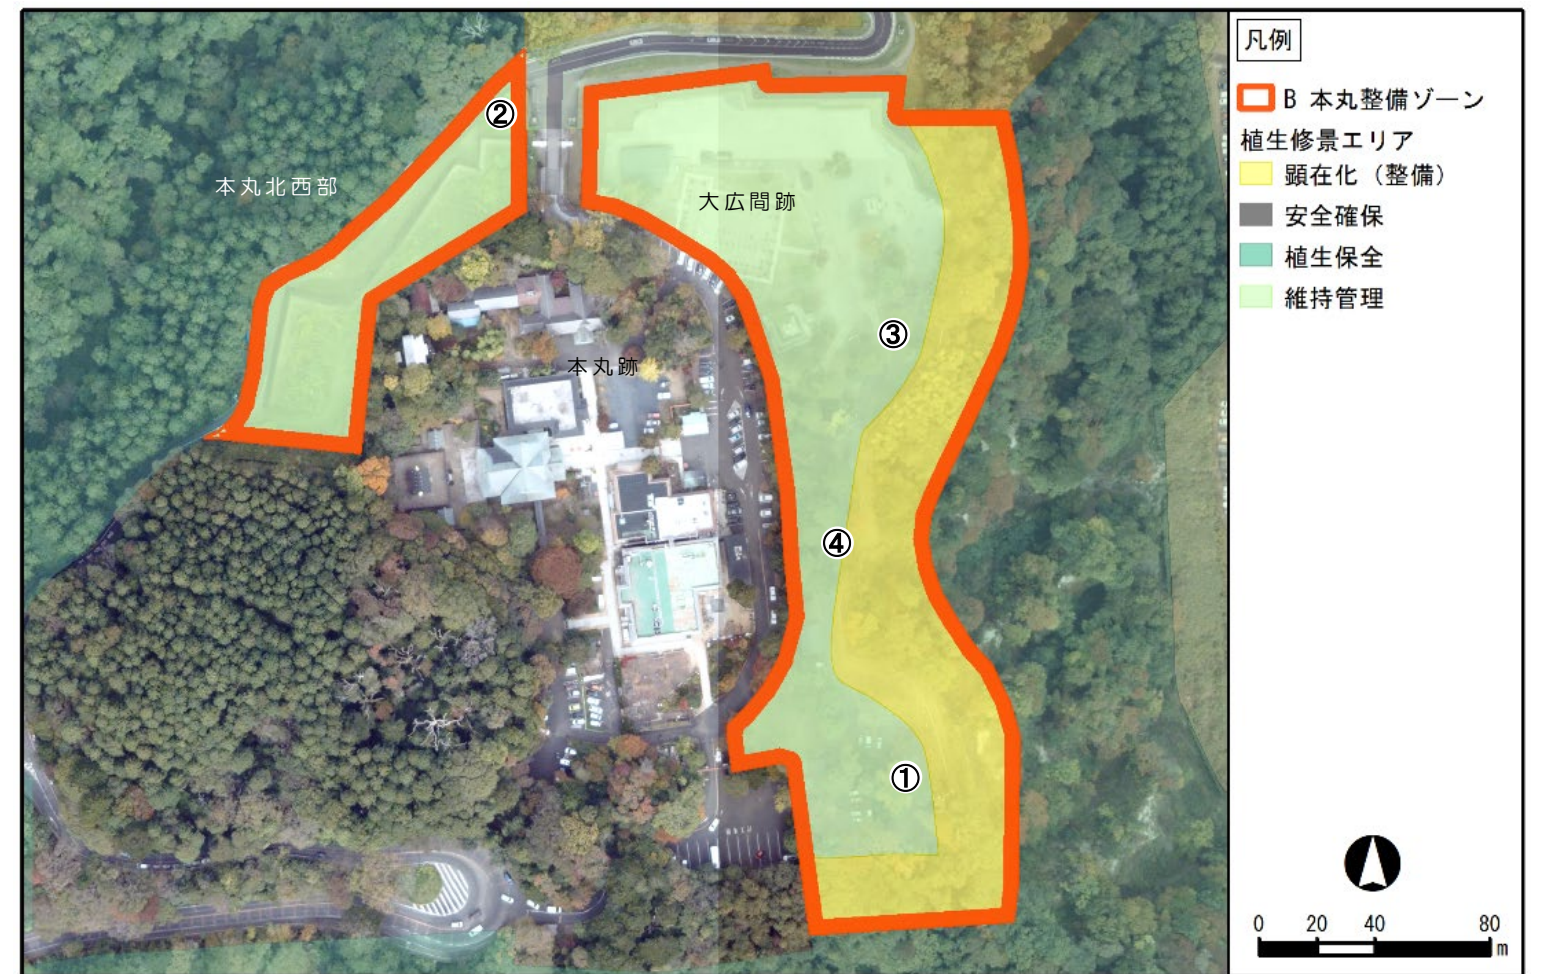 凡例
B 本丸整備ゾーン
植生修景エリア
顕在化（整備）
安全確保
植生保全
維持管理
②
本丸北西部
大広間跡
③
本丸跡
④
①
0 20 40 80
m